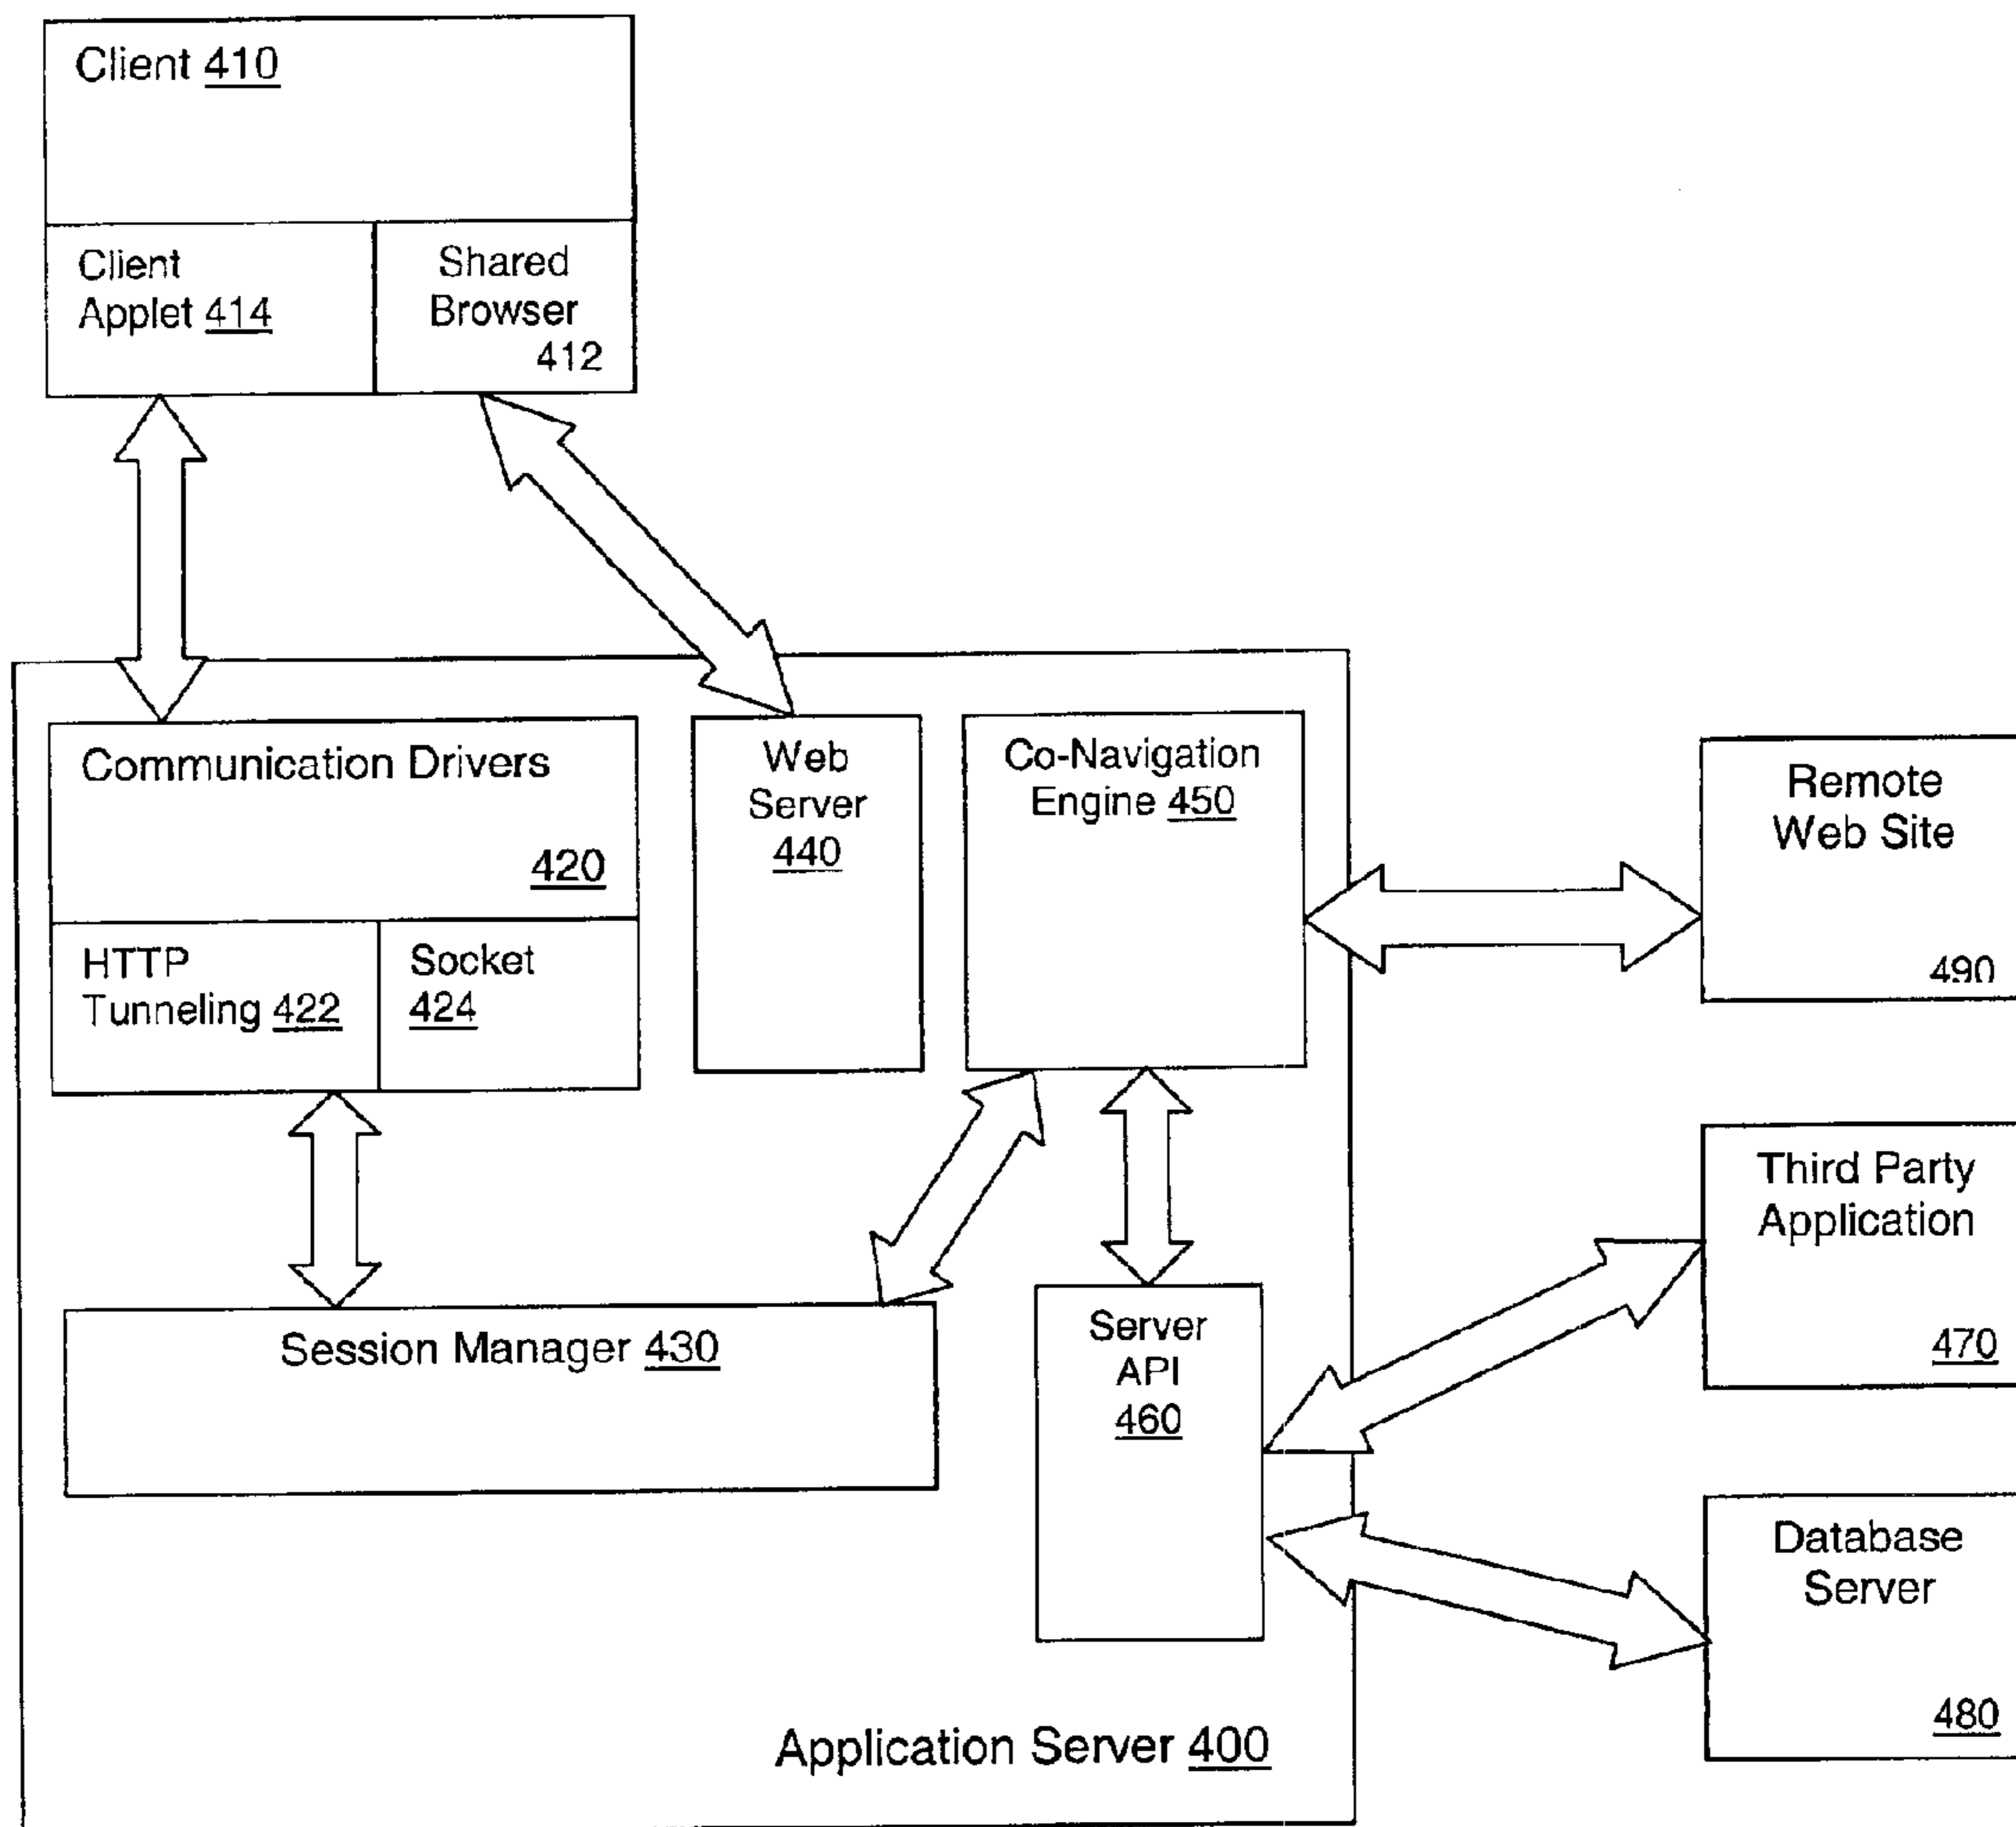 Client 410
Client
Applet 414
Shared
Browser
412
Communication Drivers
420
HTTP
Tunneling 422
Socket
424
Web
Server
440
Co-Navigation
Engine 450
Remote
Web Site
490
Third Party
Application
470
Session Manager 430
Server
API
460
Database
Server
480
Application Server 400